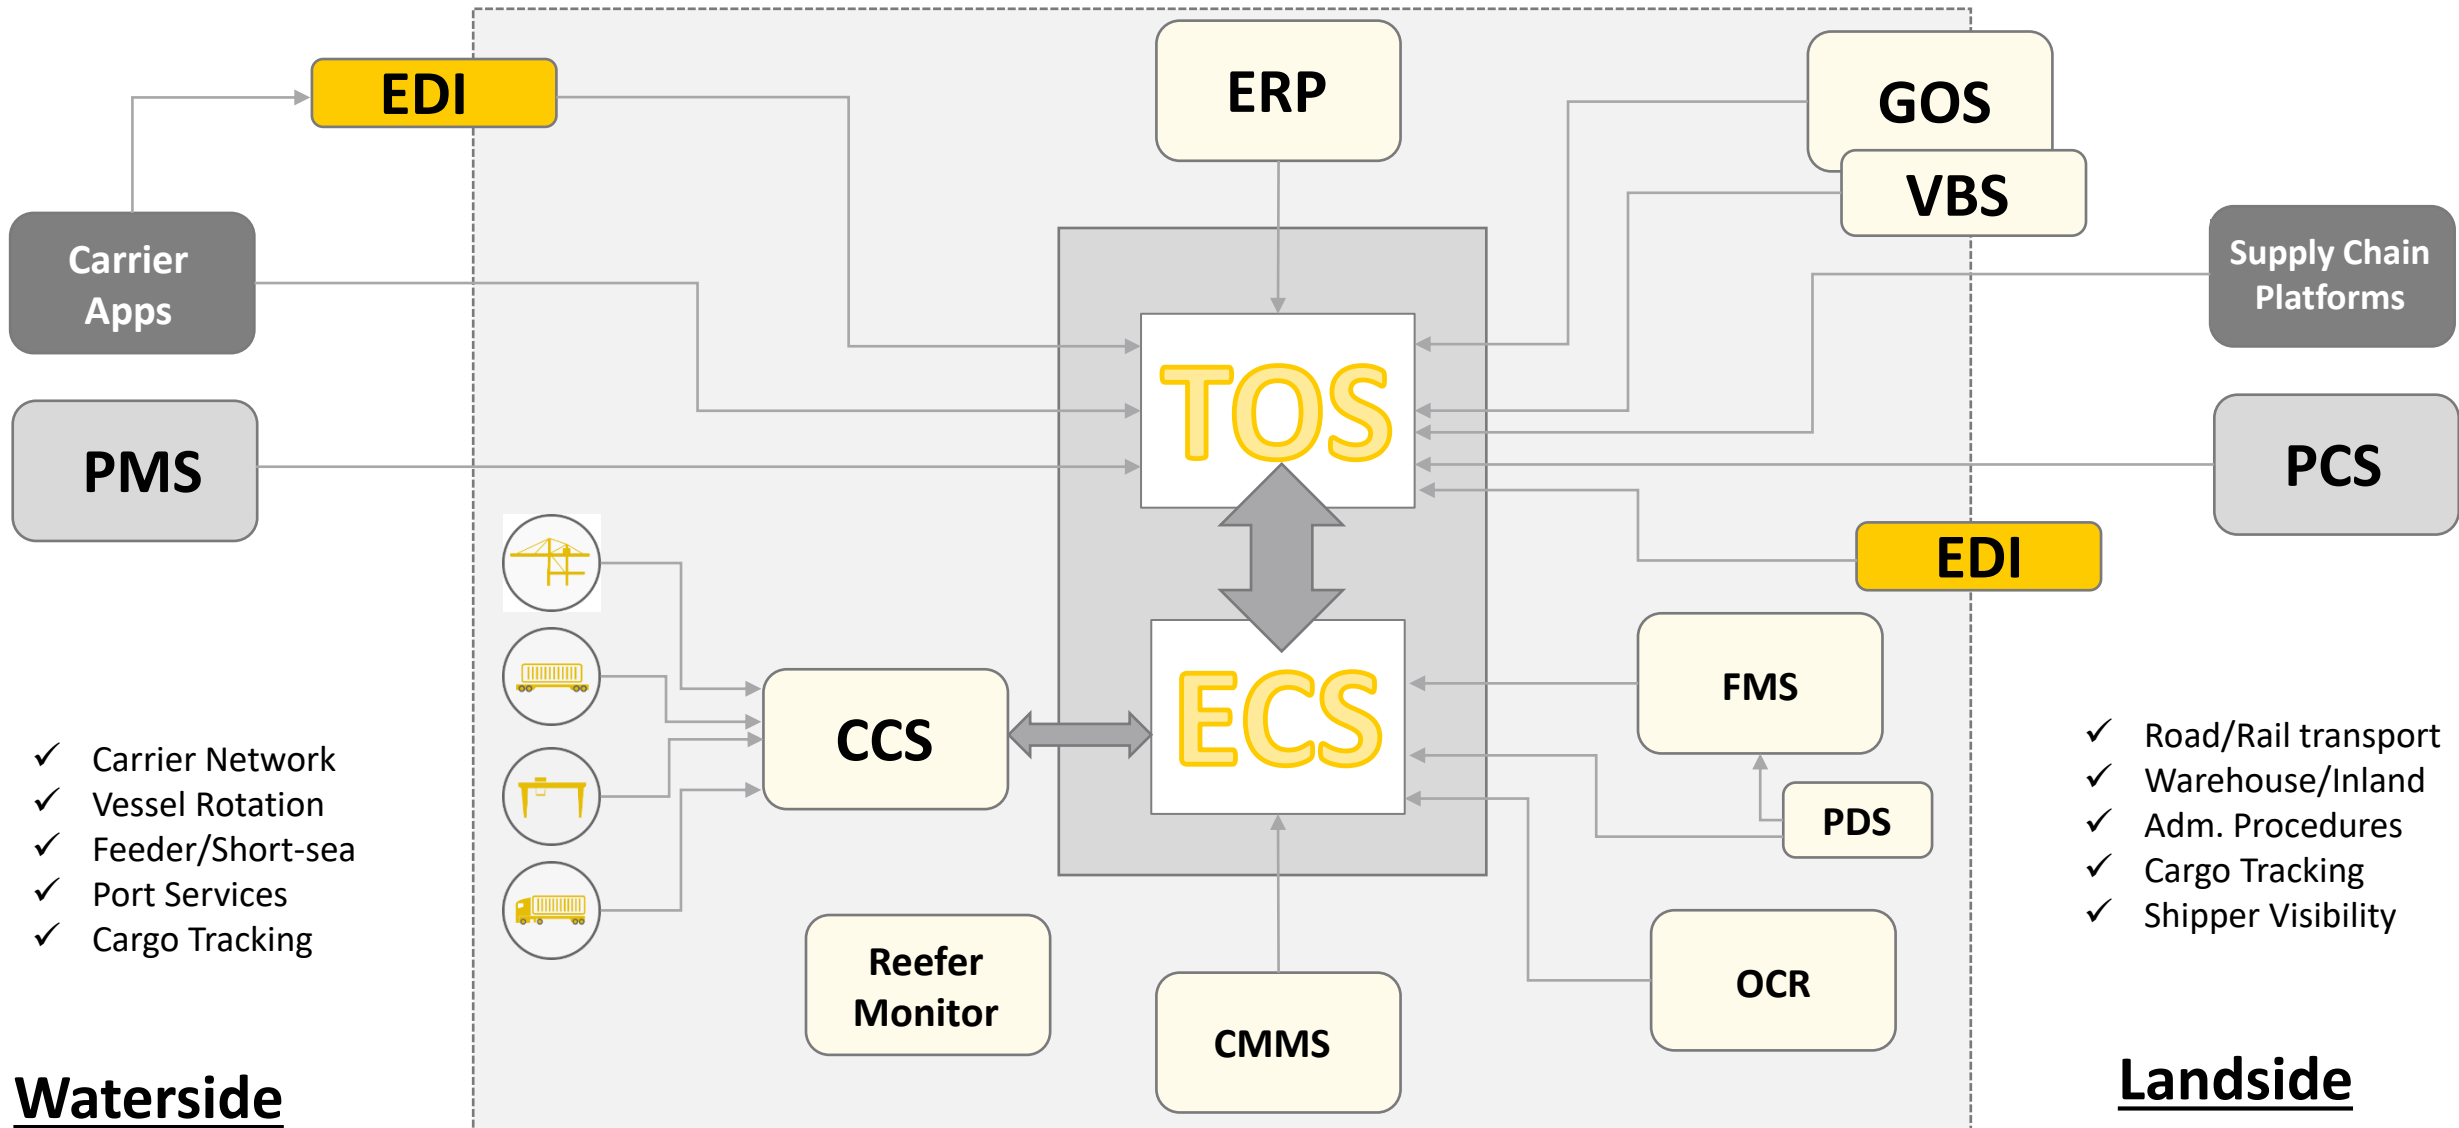 EDI
ERP
GOS
VBS
Carrier
Apps
Supply Chain
Platforms
TOS
PMS
PCS
EDI
ECS
FMS
CCS
PDS
✓ Carrier Network
✓ Vessel Rotation
✓ Feeder/Short-sea
✓ Port Services
✓ Cargo Tracking
✓ Road/Rail transport
✓ Warehouse/Inland
✓ Adm. Procedures
✓ Cargo Tracking
✓ Shipper Visibility
Reefer
Monitor
OCR
CMMS
Waterside
Landside